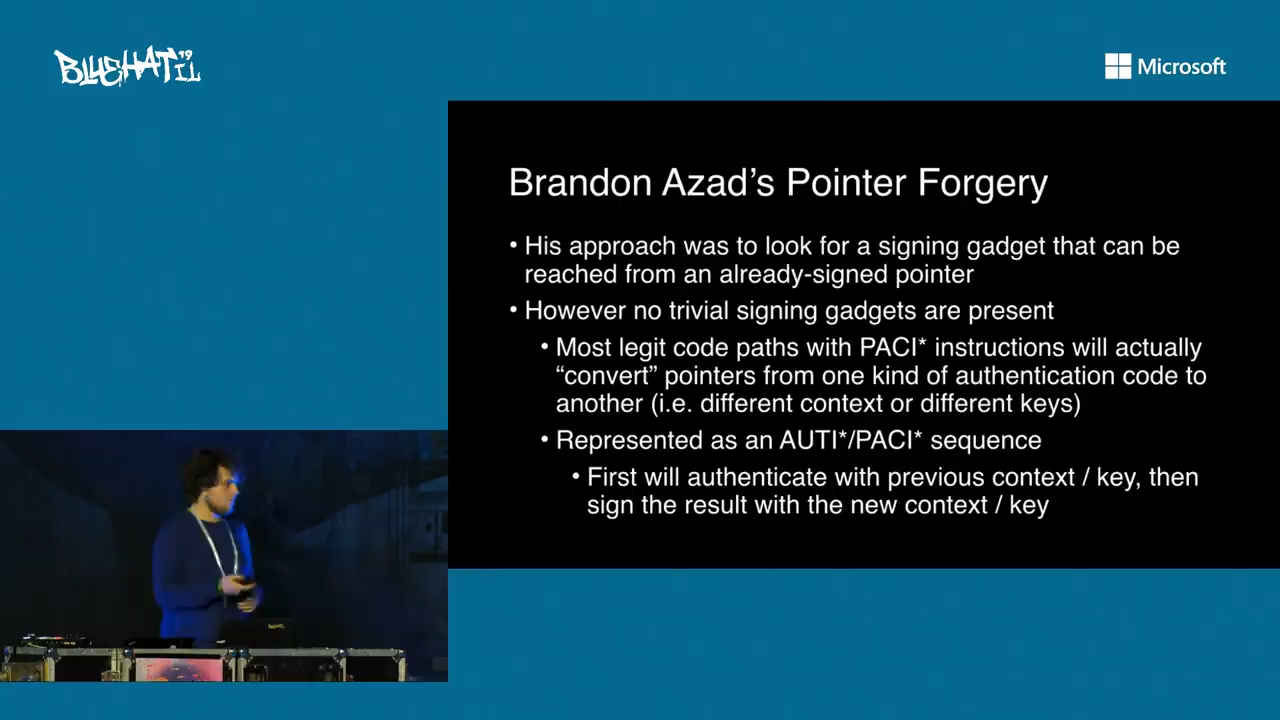 BLUEHAT IL 19
Microsoft
Brandon Azad’s Pointer Forgery
• His approach was to look for a signing gadget that can be
reached from an already-signed pointer
• However no trivial signing gadgets are present
• Most legit code paths with PACI* instructions will actually
“convert” pointers from one kind of authentication code to
another (i.e. different context or different keys)
• Represented as an AUTI*/PACI* sequence
• First will authenticate with previous context / key, then
sign the result with the new context / key